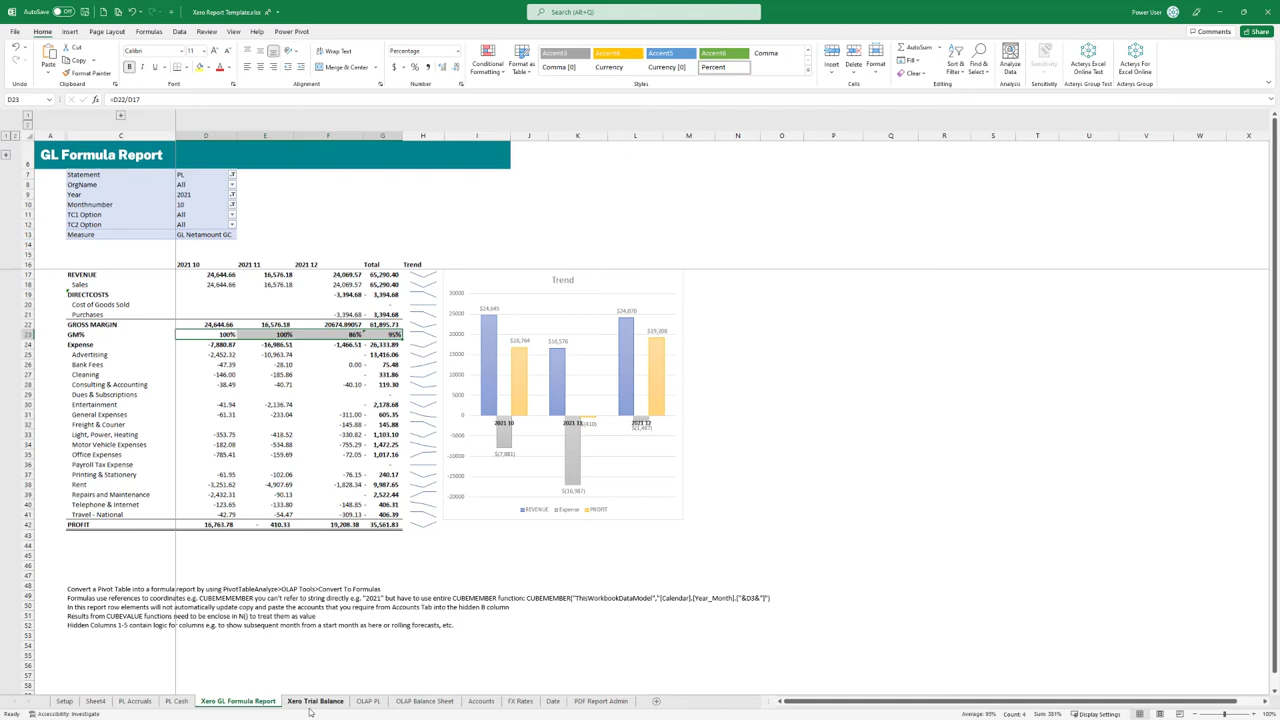 AutoSave Off Xero Report Template.xlsx Search (Alt+Q) Power User
File Home Insert Page Layout Formulas Data Review View Help Acterys Power Pivot Comments Share
Cut Calibri 11 Wrap Text Percentage Accent3 Accent6 Accent5 Accent6 Comma AutoSum
Paste Copy Conditional Formatting Format as Table Insert Delete Format Fill Sort & Filter Find & Select Analyze Data Sensitivity Acterys Excel Online Test Acterys Excel Online
Format Painter B I U Merge & Center $ % Comma [0] Currency Currency [0] Percent Clear
Undo Clipboard Font Alignment Number Styles Cells Editing Analysis Sensitivity Acterys Group Acterys Group
D23 fx =D22/D17
A C D E F G H I J K L M N O P Q R S T U V W X
GL Formula Report
Statement PL
OrgName All
Year 2021
Monthnumber 10
TC1 Option All
TC2 Option All
Measure GL Netamount GC
2021 10 2021 11 2021 12 Total Trend
REVENUE 24,644.66 16,576.18 24,069.57 65,290.40
Sales 24,644.66 16,576.18 24,069.57 65,290.40
DIRECTCOSTS -3,394.68 - 3,394.68
Cost of Goods Sold -
Purchases -3,394.68 - 3,394.68
GROSS MARGIN 24,644.66 16,576.18 20674.89057 61,895.73
GM% 100% 100% 86% 95%
Expense -7,880.87 -16,986.51 -1,466.51 - 26,333.89
Advertising -2,452.32 -10,963.74 - 13,416.06
Bank Fees -47.39 -28.10 0.00 - 75.48
Cleaning -146.00 -185.86 - 331.86
Consulting & Accounting -38.49 -40.71 -40.10 - 119.30
Dues & Subscriptions -
Entertainment -41.94 -2,136.74 - 2,178.68
General Expenses -61.31 -233.04 -311.00 - 605.35
Freight & Courier -145.88 - 145.88
Light, Power, Heating -353.75 -418.52 -330.82 - 1,103.10
Motor Vehicle Expenses -182.08 -534.88 -755.29 - 1,472.25
Office Expenses -785.41 -159.69 -72.05 - 1,017.16
Payroll Tax Expense -
Printing & Stationery -61.95 -102.06 -76.15 - 240.17
Rent -3,251.62 -4,907.69 -1,828.34 - 9,987.65
Repairs and Maintenance -2,432.31 -90.13 - 2,522.44
Telephone & Internet -123.65 -133.80 -148.85 - 406.31
Travel - National -42.79 -54.47 -309.13 - 406.39
PROFIT 16,763.78 - 410.33 19,208.38 35,561.83
Trend
30000
25000
20000
15000
10000
5000
0
-5000
-10000
-15000
-20000
$24,645 $16,764 $16,576 $24,070 $19,208
2021 10 2021 11 $(410) 2021 12
$(7,881) $(16,987) $(1,467)
REVENUE Expense PROFIT
Convert a Pivot Table into a formula report by using PivotTableAnalyze>OLAP Tools>Convert To Formulas
Formulas use references to coordinates e.g. CUBEMEMEMBER you can't refer to string directly e.g. "2021" but have to use entire CUBEMEMBER function: CUBEMEMBER("ThisWorkbookDataModel","[Calendar].[Year_Month].["&D3&"]")
In this report row elements will not automatically update copy and paste the accounts that you require from Accounts Tab into the hidden B column
Results from CUBEVALUE functions need to be enclose in N() to treat them as value
Hidden Columns 1-5 contain logic for columns e.g. to show subsequent month from a start month as here or rolling forecasts, etc.
Setup Sheet4 PL Accruals PL Cash Xero GL Formula Report Xero Trial Balance OLAP PL OLAP Balance Sheet Accounts FX Rates Date PDF Report Admin
Ready Accessibility: Investigate Average: 95% Count: 4 Sum: 381% Display Settings 100%